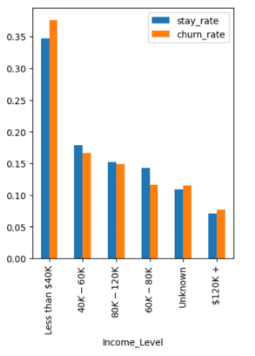 stay_rate
churn_rate
0.35
0.30
0.25
0.20
0.15
0.10
0.05
0.00
Less than $40K
40K − 60K
80K − 120K
60K − 80K
Unknown
$120K +
Income_Level